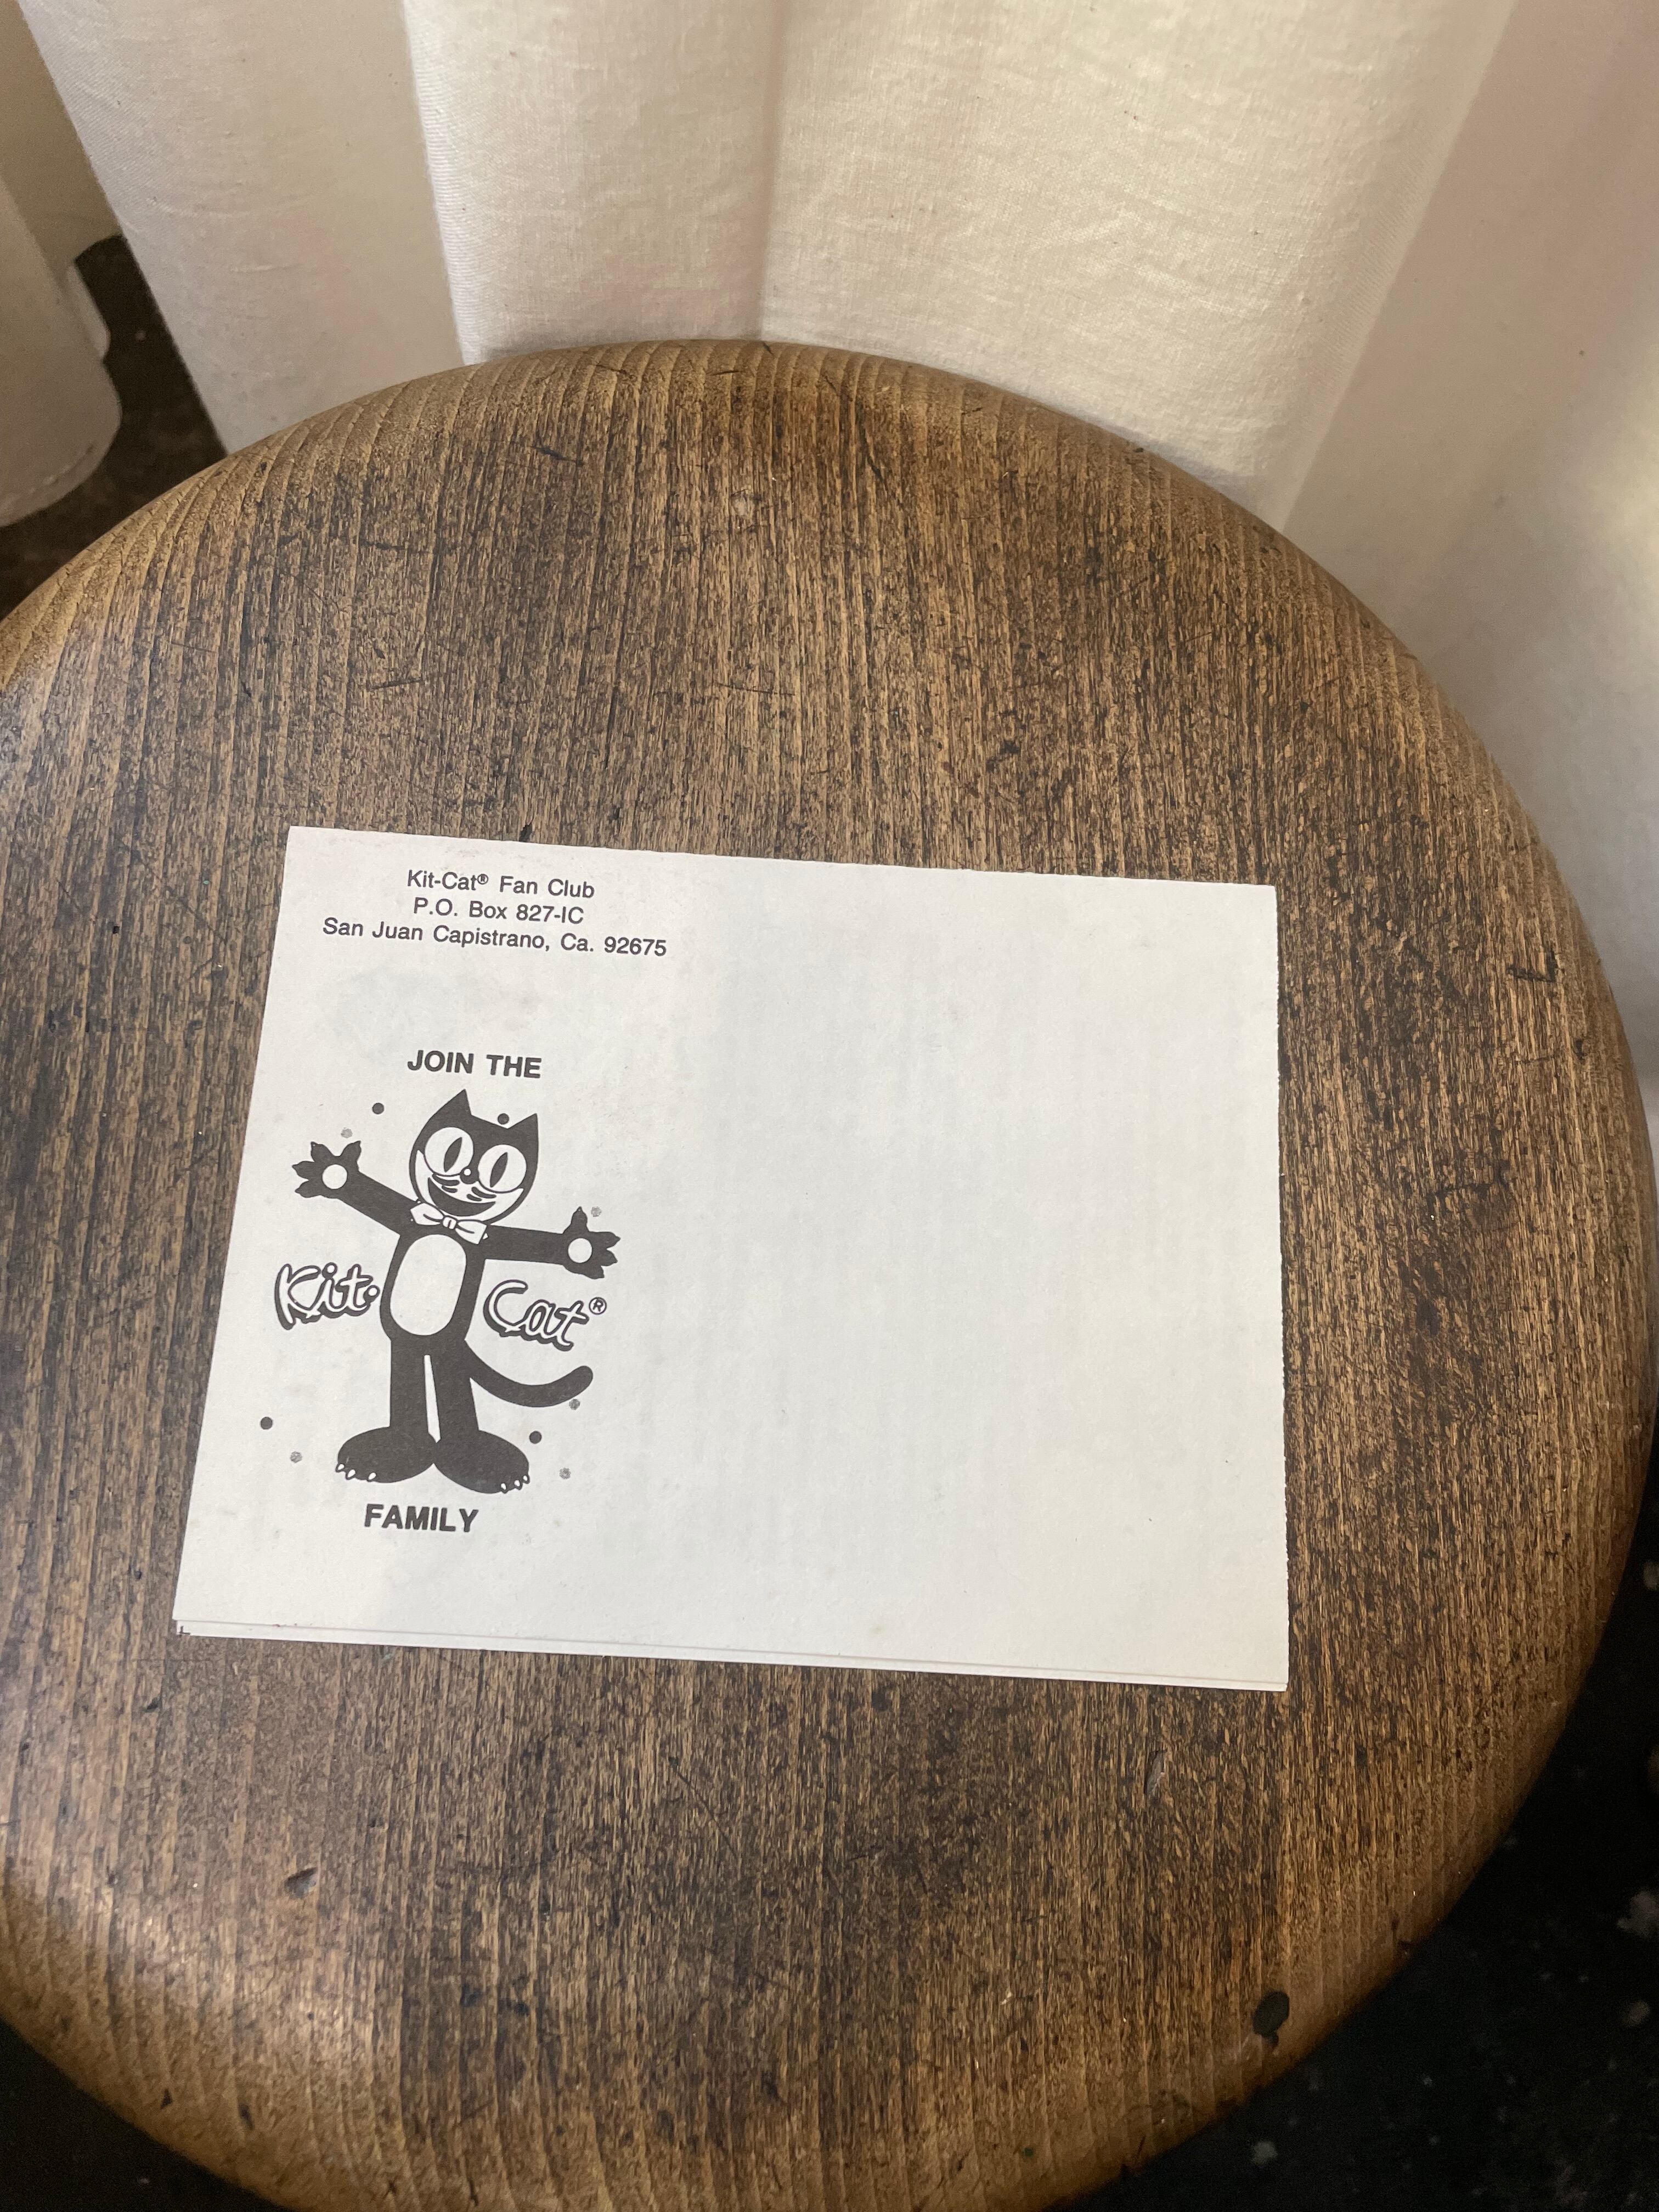 Kit-Cat® Fan Club
P.O. Box 827-IC
San Juan Capistrano, Ca. 92675
JOIN THE
Kit-Cat®
FAMILY